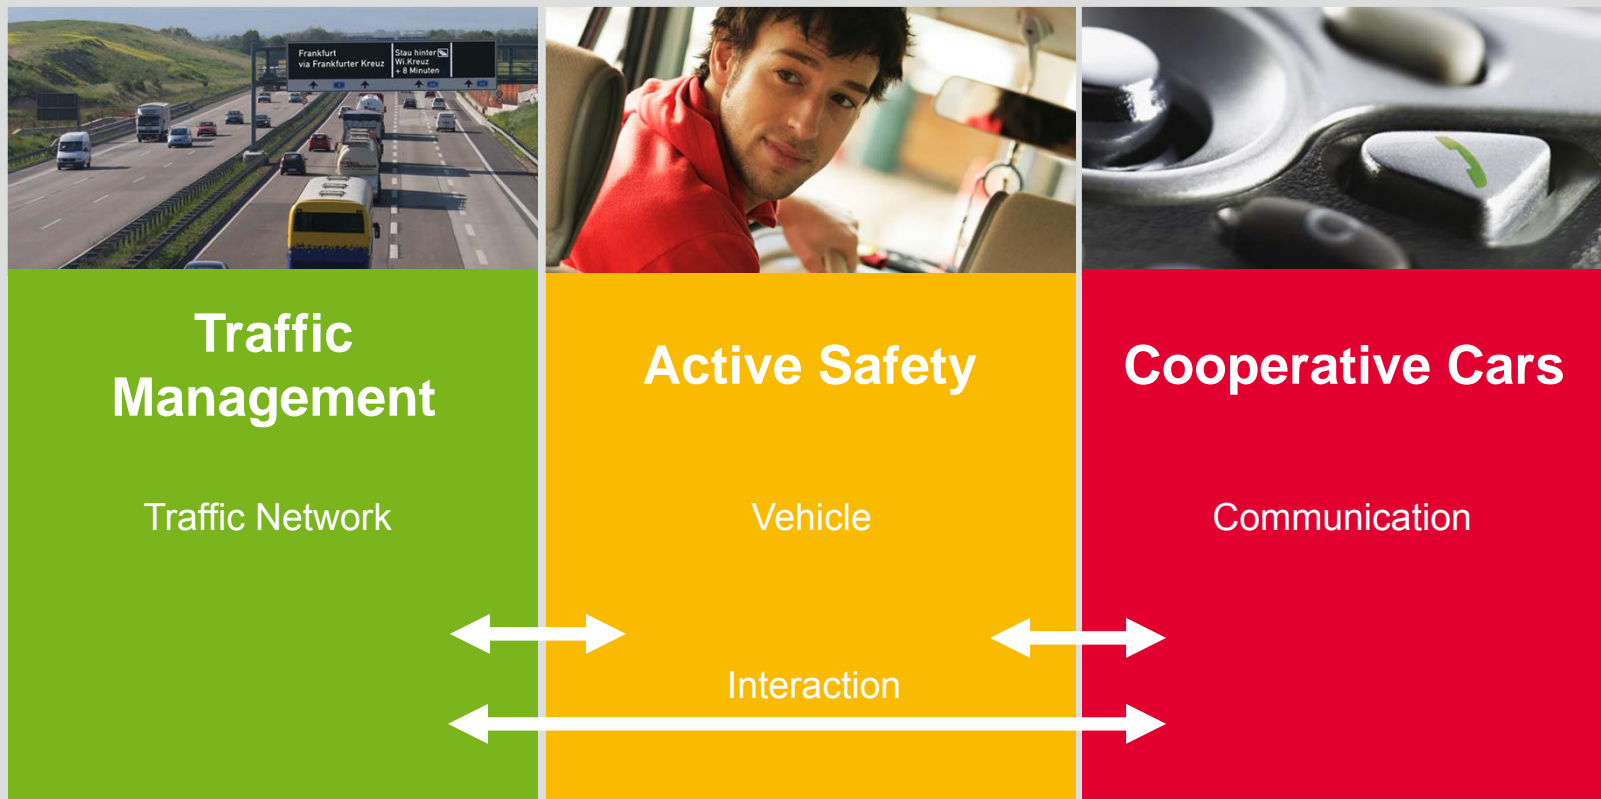 Frankfurt
via Frankfurter Kreuz
Stau hinter
Wi.Kreuz
+ 8 Minuten
Traffic
Management
Active Safety
Cooperative Cars
Traffic Network
Vehicle
Communication
Interaction